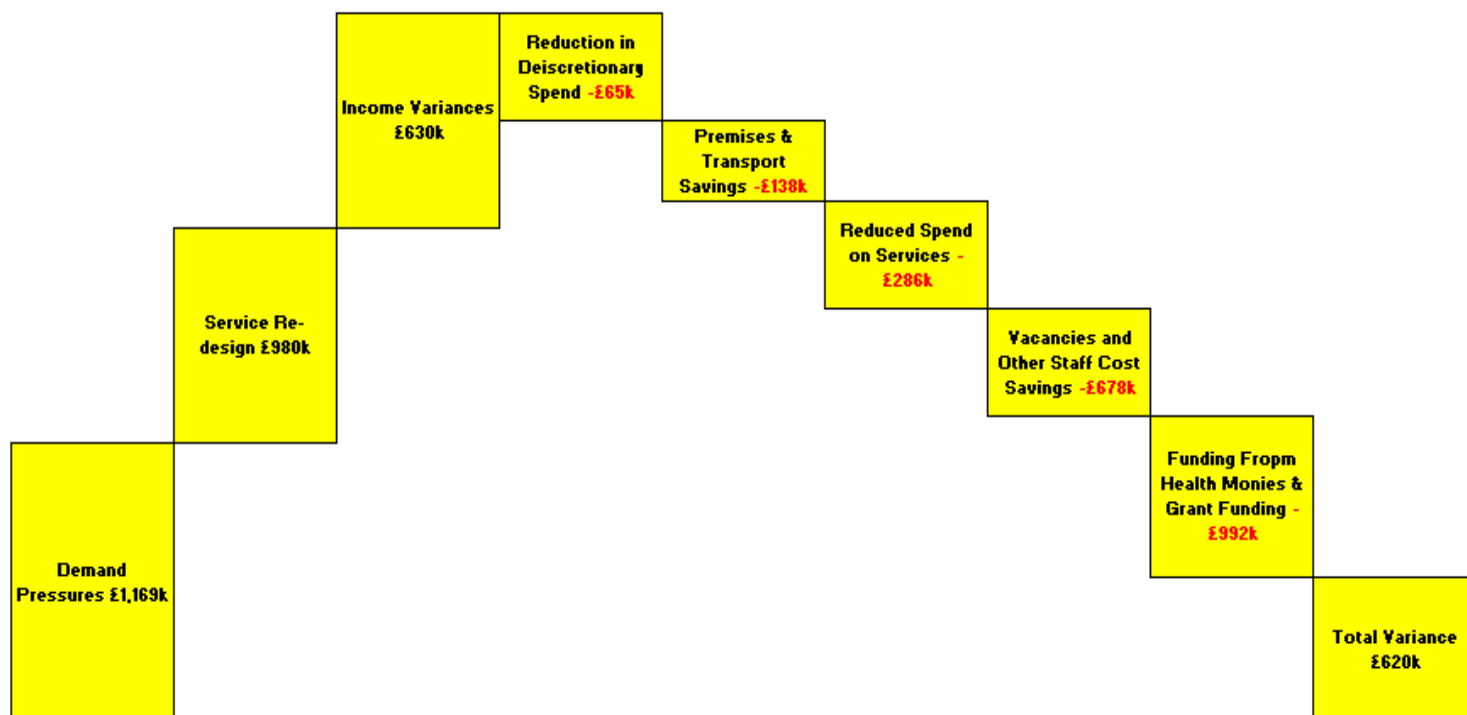 Reduction in
Deiscretionary
Spend -£65k
Income Variances
£630k
Premises &
Transport
Savings -£138k
Reduced Spend
on Services -
£286k
Service Re-
design £980k
Vacancies and
Other Staff Cost
Savings -£678k
Funding Fropm
Health Monies &
Grant Funding -
£992k
Demand
Pressures £1,169k
Total Variance
£620k